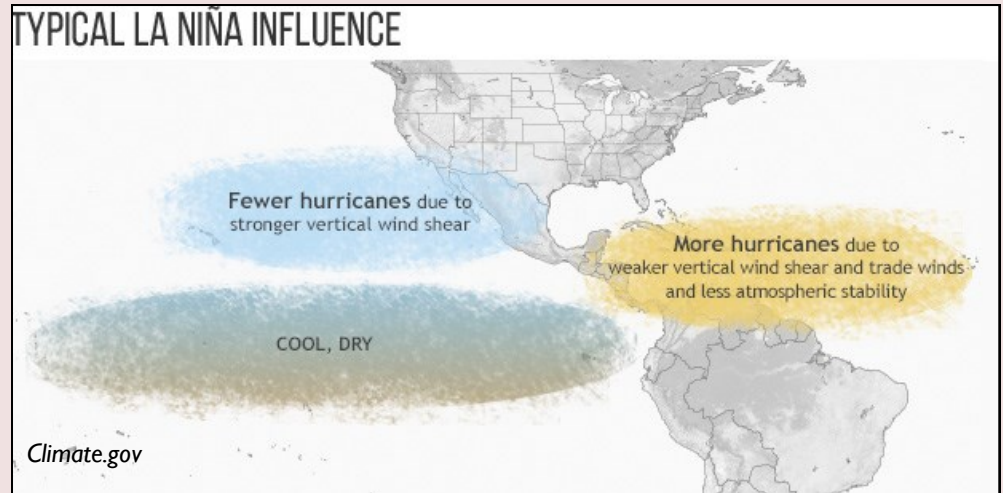 TYPICAL LA NIÑA INFLUENCE
Fewer hurricanes due to
stronger vertical wind shear
More hurricanes due to
weaker vertical wind shear and trade winds
and less atmospheric stability
COOL, DRY
Climate.gov